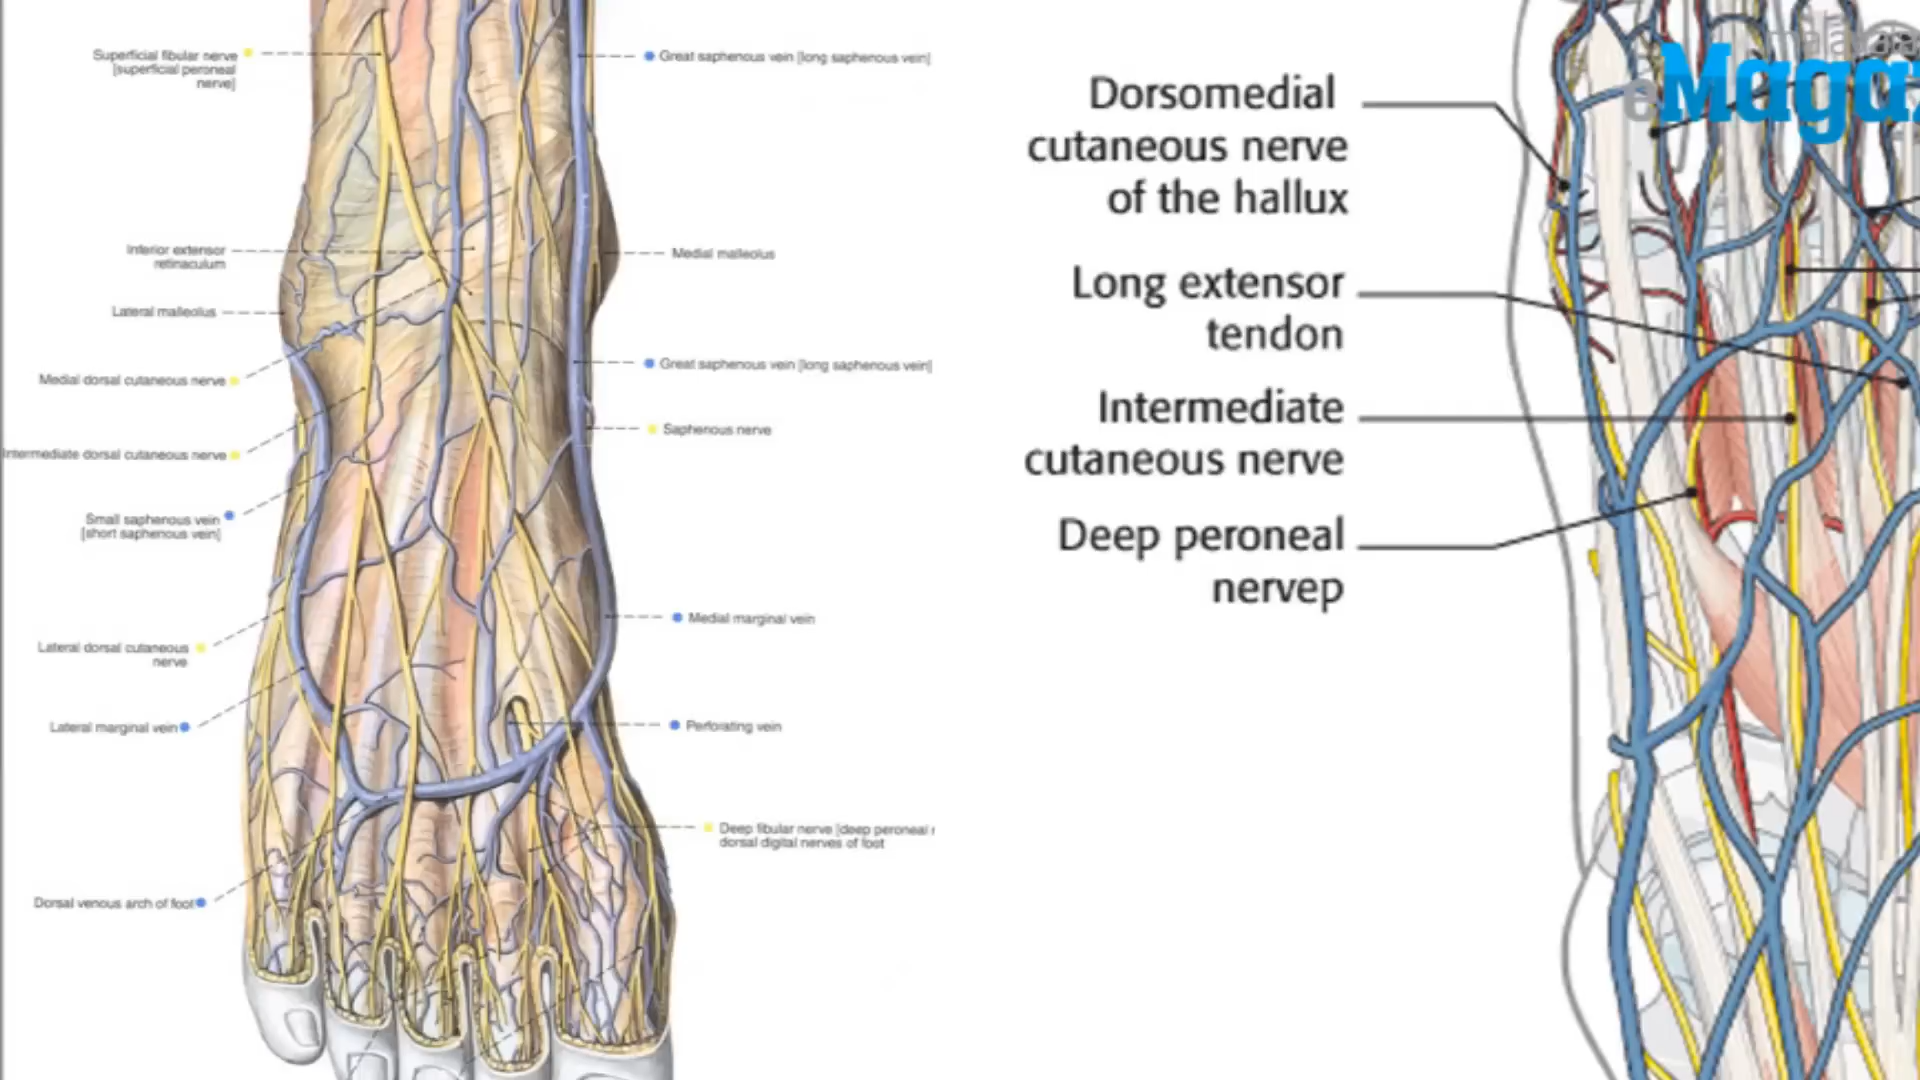 Superficial fibular nerve
[superficial peroneal
nerve]
Inferior extensor
retinaculum
Lateral malleolus
Medial dorsal cutaneous nerve
Intermediate dorsal cutaneous nerve
Small saphenous vein
[short saphenous vein]
Lateral dorsal cutaneous
nerve
Lateral marginal vein
Dorsal venous arch of foot
Great saphenous vein [long saphenous vein]
Medial malleolus
Great saphenous vein [long saphenous vein]
Saphenous nerve
Medial marginal vein
Perforating vein
Deep fibular nerve [deep peroneal
dorsal digital nerves of foot
Dorsomedial
cutaneous nerve
of the hallux
Long extensor
tendon
Intermediate
cutaneous nerve
Deep peroneal
nervep